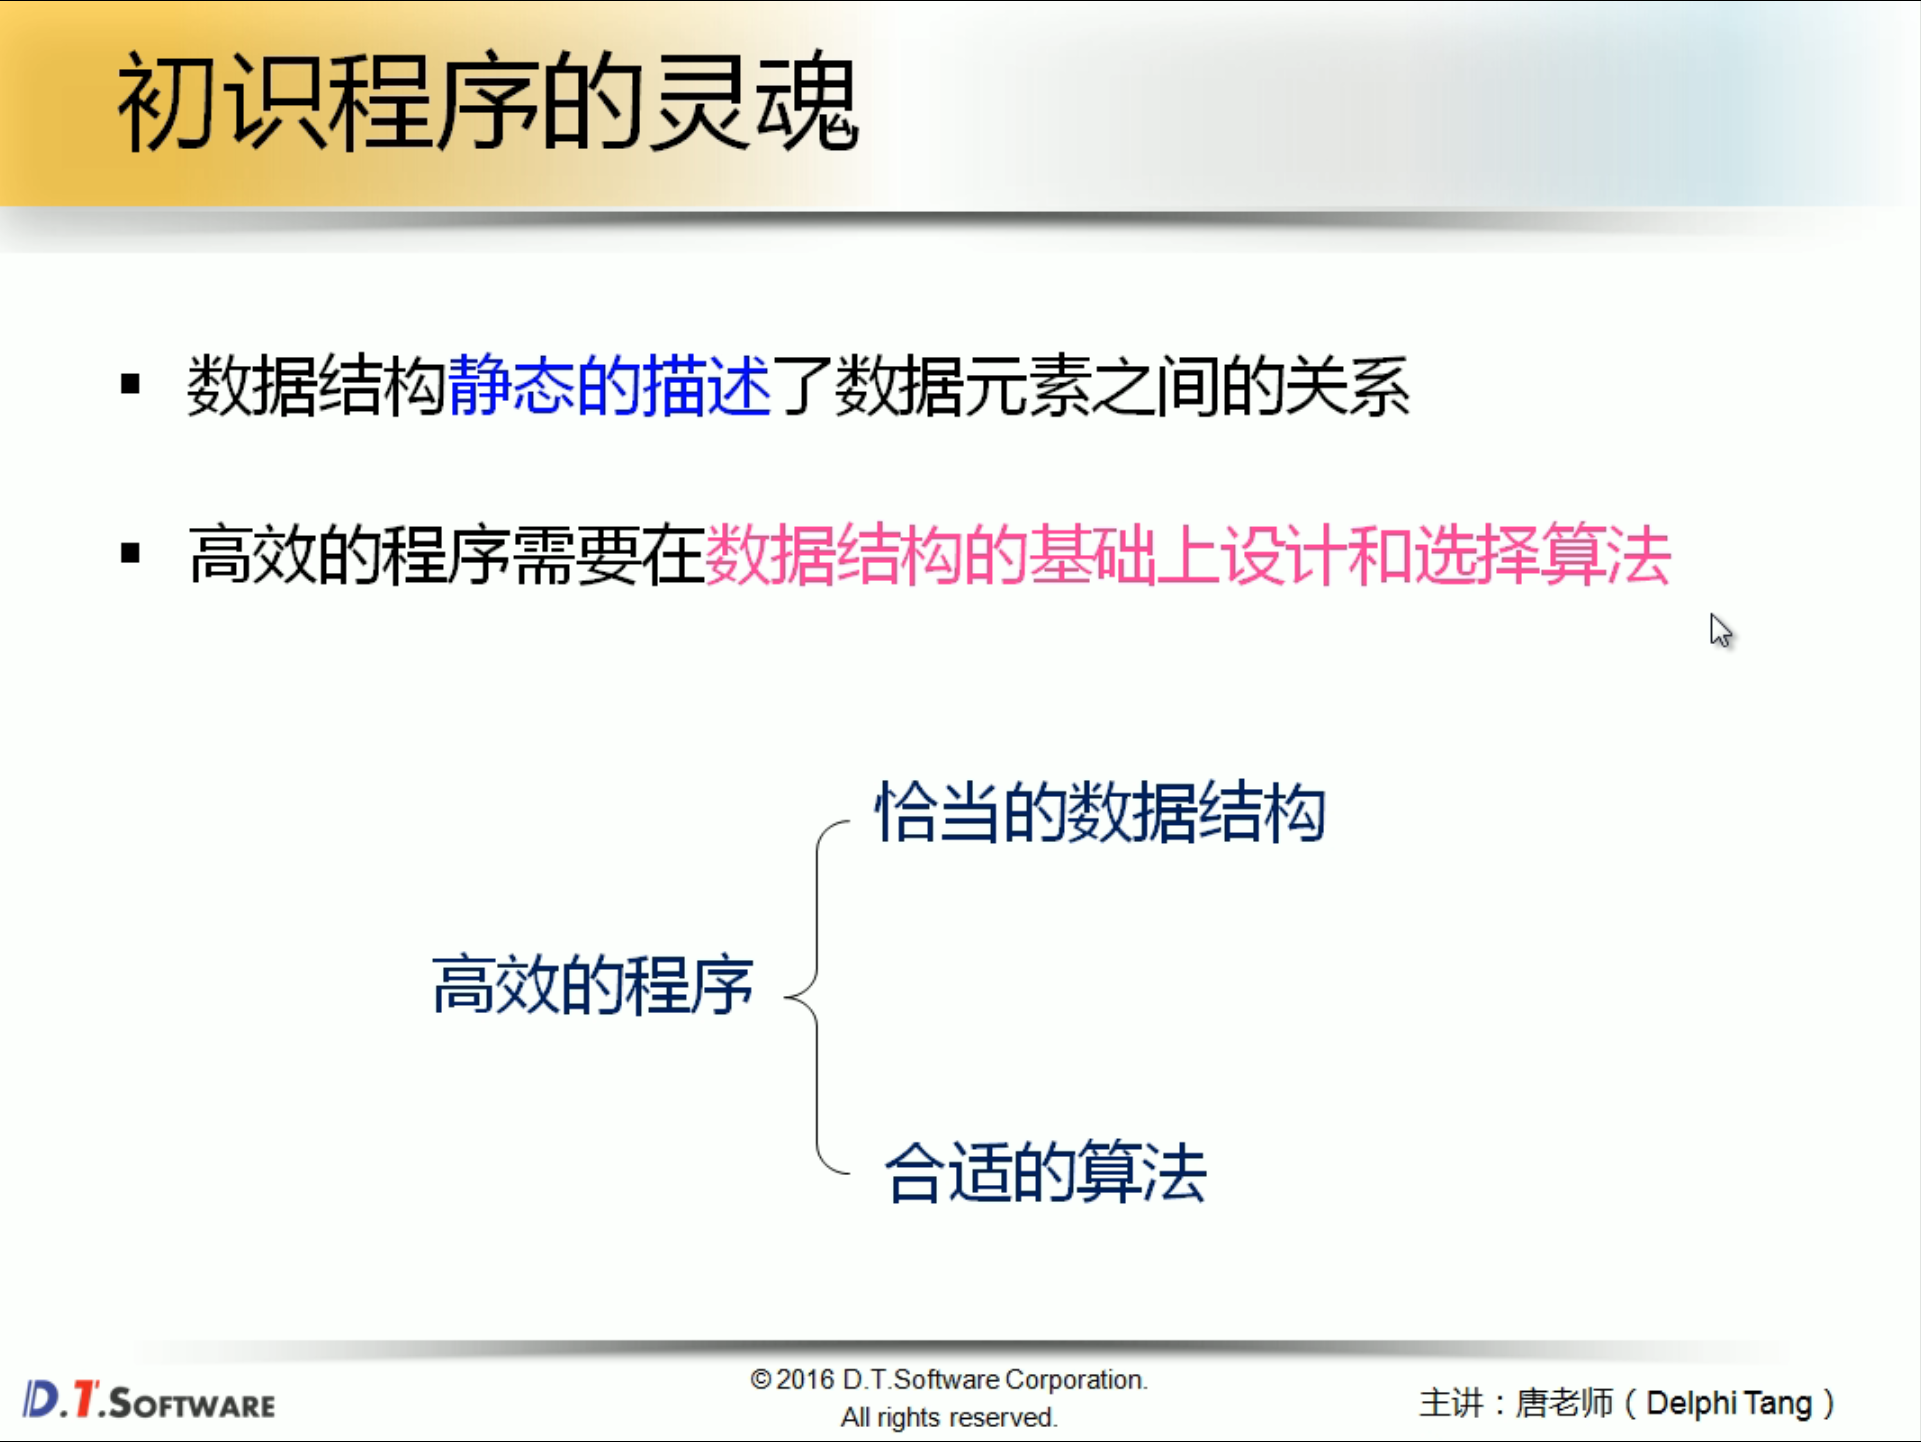 初识程序的灵魂
▪ 数据结构静态的描述了数据元素之间的关系
▪ 高效的程序需要在数据结构的基础上设计和选择算法
恰当的数据结构
高效的程序
合适的算法
D.T.SOFTWARE
© 2016 D.T.Software Corporation.
All rights reserved.
主讲：唐老师（Delphi Tang）